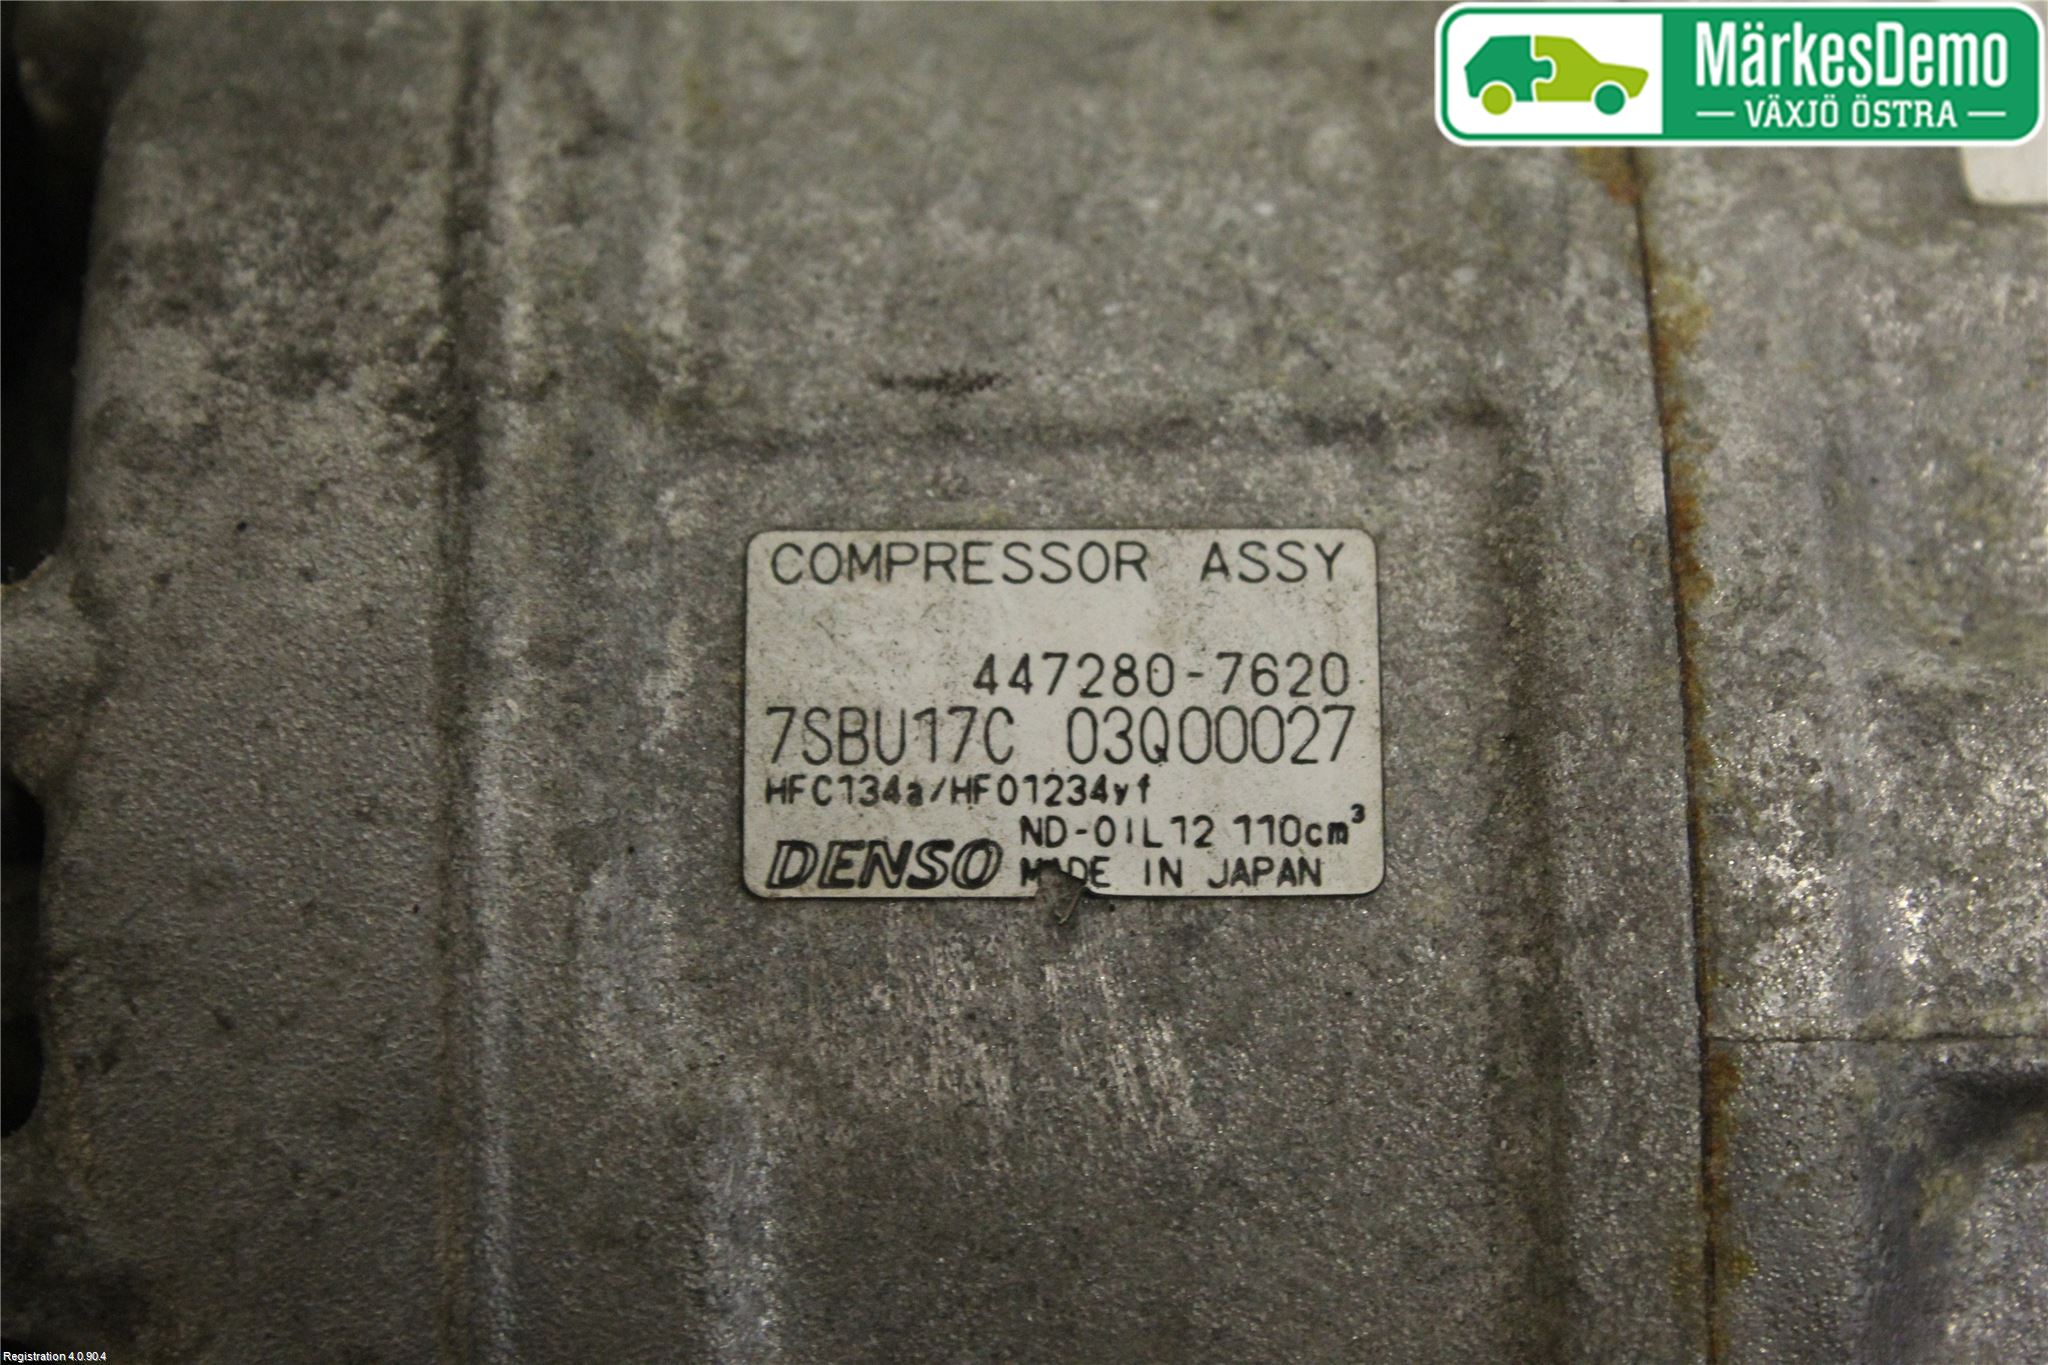 MärkesDemo
VÄXJÖ ÖSTRA
COMPRESSOR ASSY
447280-7620
7SBU17C 03Q00027
HFC134a/HFO1234yf
ND-OIL12 110cm³
DENSO MADE IN JAPAN
Registration 4.0.90.4